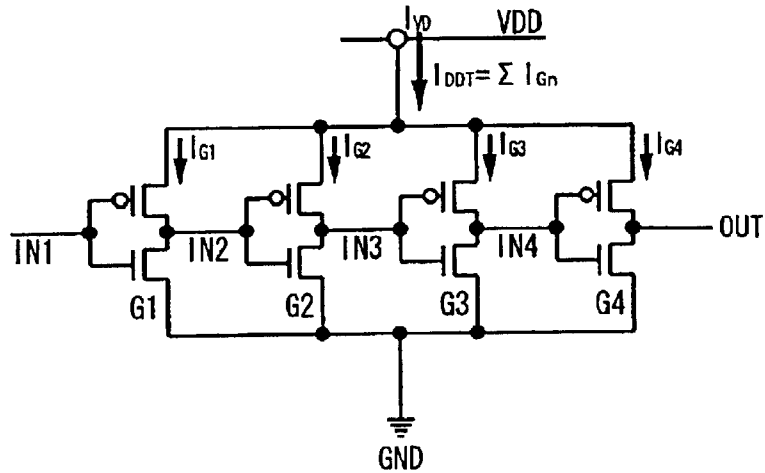 IVD VDD
IDDT=Σ IGn
IG1 IG2 IG3 IG4
IN1 IN2 IN3 IN4 OUT
G1 G2 G3 G4
GND